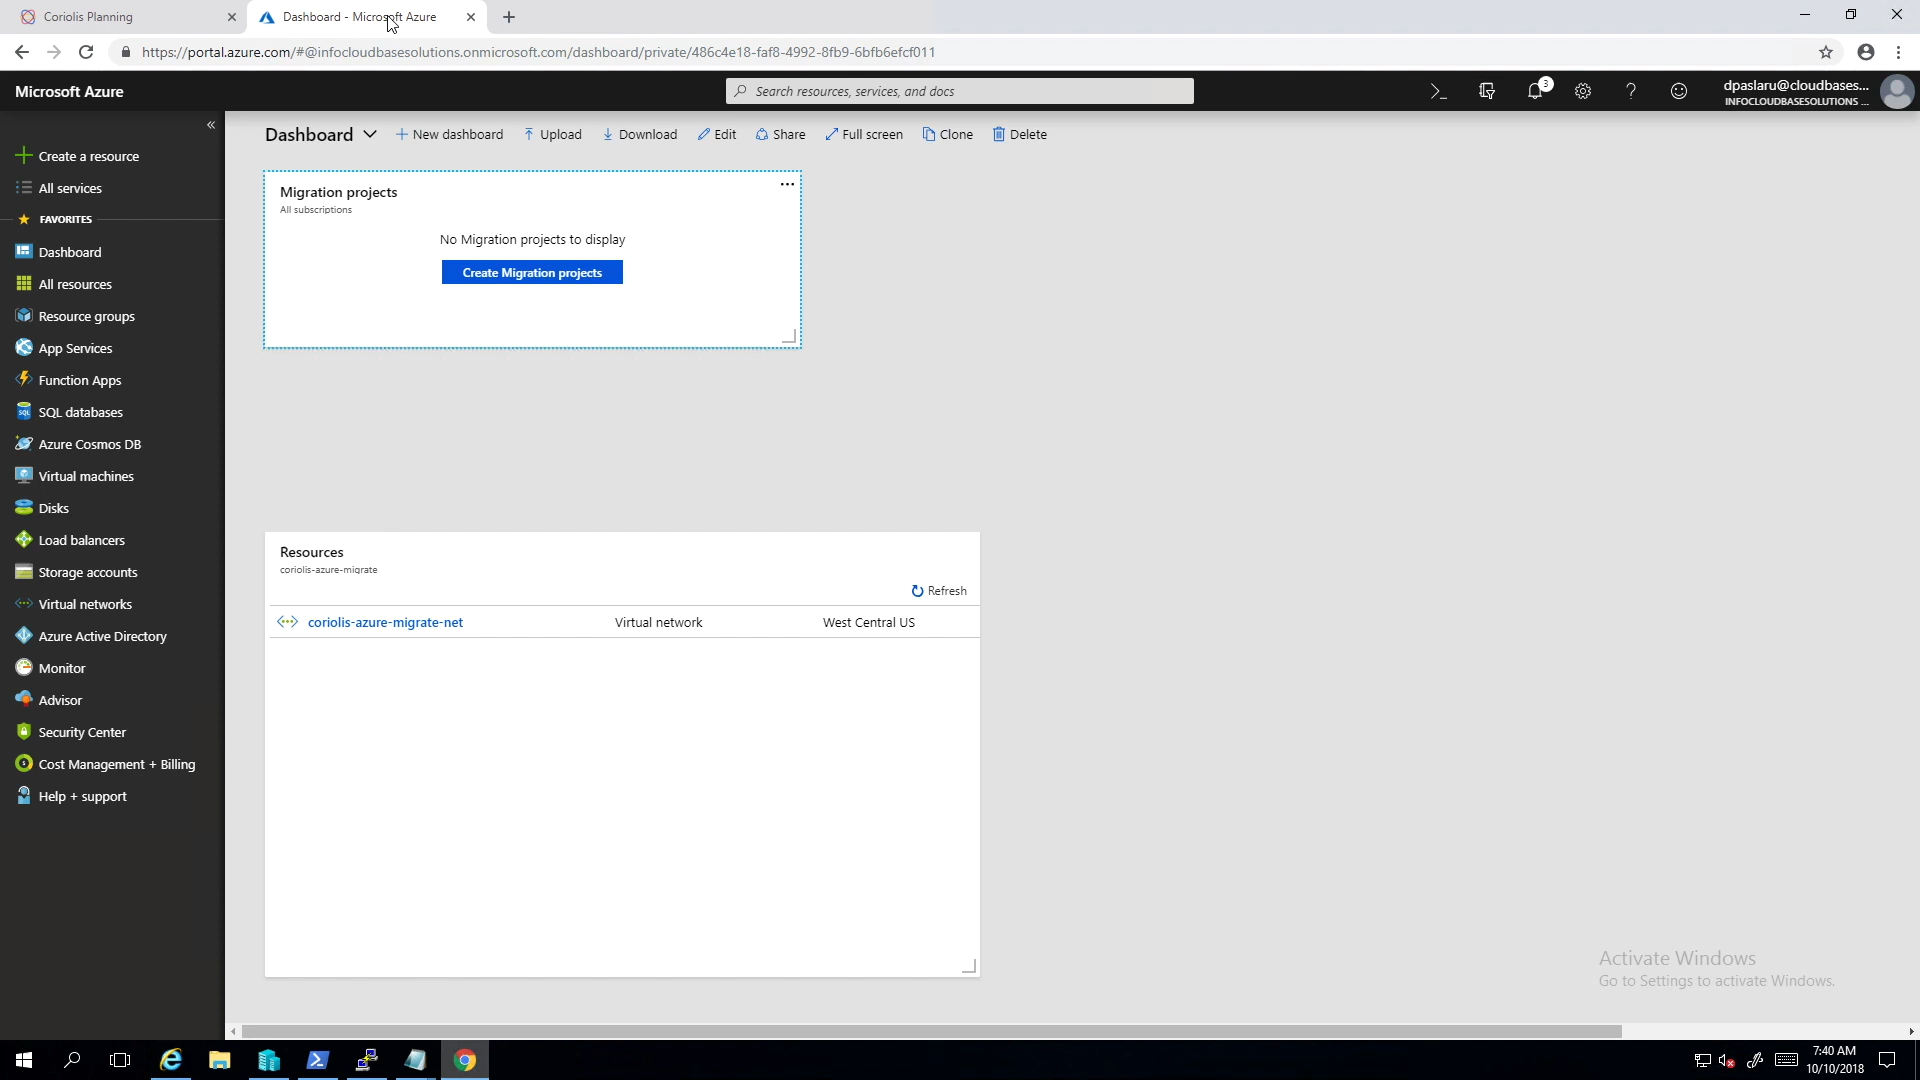 Coriolis Planning
Dashboard - Microsoft Azure
https://portal.azure.com/#@infocloudbasesolutions.onmicrosoft.com/dashboard/private/486c4e18-faf8-4992-8fb9-6bfb6efcf011
Microsoft Azure
Search resources, services, and docs
3
dpaslaru@cloudbases...
INFOCLOUDBASESOLUTIONS ...
Dashboard
New dashboard
Upload
Download
Edit
Share
Full screen
Clone
Delete
Create a resource
All services
FAVORITES
Dashboard
All resources
Resource groups
App Services
Function Apps
SQL databases
Azure Cosmos DB
Virtual machines
Disks
Load balancers
Storage accounts
Virtual networks
Azure Active Directory
Monitor
Advisor
Security Center
Cost Management + Billing
Help + support
Migration projects
All subscriptions
No Migration projects to display
Create Migration projects
Resources
coriolis-azure-migrate
Refresh
coriolis-azure-migrate-net Virtual network West Central US
Activate Windows
Go to Settings to activate Windows.
7:40 AM
10/10/2018